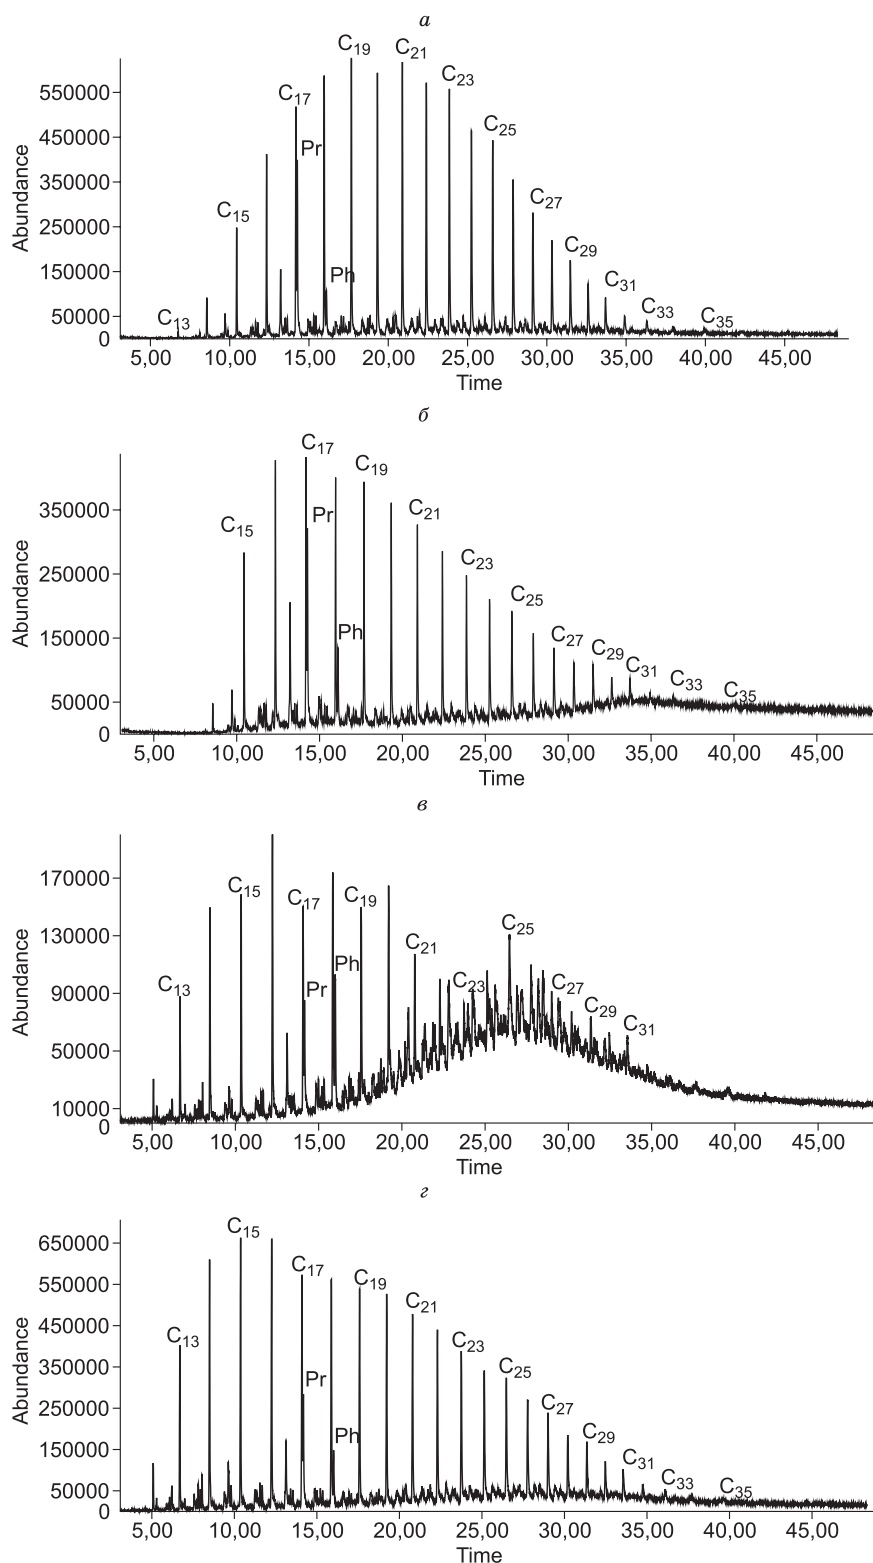 а
C19
C21
C23
C17
550000
C25
450000
Pr
350000
C27
C15
250000
C29
Ph
150000
C31
C33
C13
C35
50000
0
5,00 10,00 15,00 20,00 25,00 30,00 35,00 40,00 45,00
Time
Abundance
б
C17
C19
C21
Pr
C15
350000
C23
250000
C25
Ph
150000
C27
C29
C31
C33
C35
50000
0
5,00 10,00 15,00 20,00 25,00 30,00 35,00 40,00 45,00
Time
Abundance
в
170000
C15
C17
C19
C25
130000
C21
Ph
C13
Pr
C23
C27
90000
C29
C31
50000
10000
0
5,00 10,00 15,00 20,00 25,00 30,00 35,00 40,00 45,00
Time
Abundance
г
C15
650000
C17
C19
550000
C21
450000
C13
C23
350000
C25
Pr
250000
C27
C29
Ph
150000
C31
C33
C35
50000
0
5,00 10,00 15,00 20,00 25,00 30,00 35,00 40,00 45,00
Time
Abundance